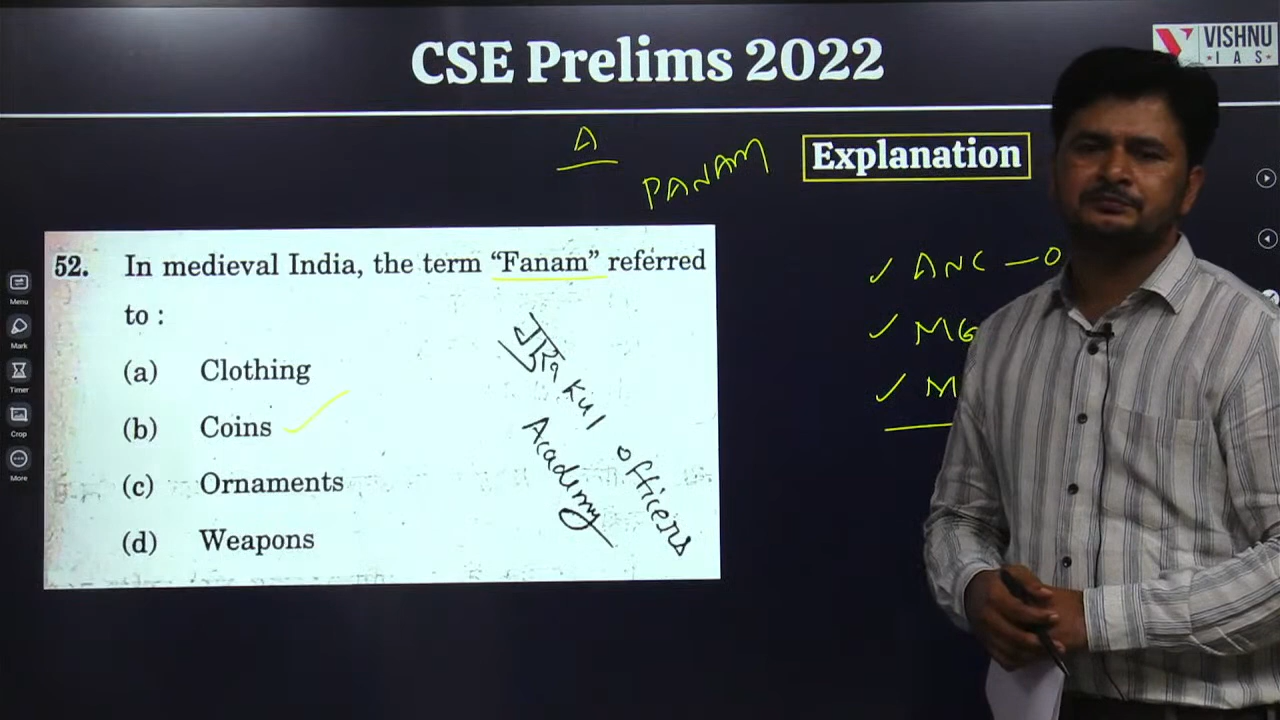 CSE Prelims 2022
VISHNU
I A S
A
PANAM
Explanation
52. In medieval India, the term “Fanam” referred
to :
(a) Clothing
(b) Coins
(c) Ornaments
(d) Weapons
Kul officers
Academy
✓ ANC – O
✓ MG
✓ M
Menu
Mark
Timer
Crop
More